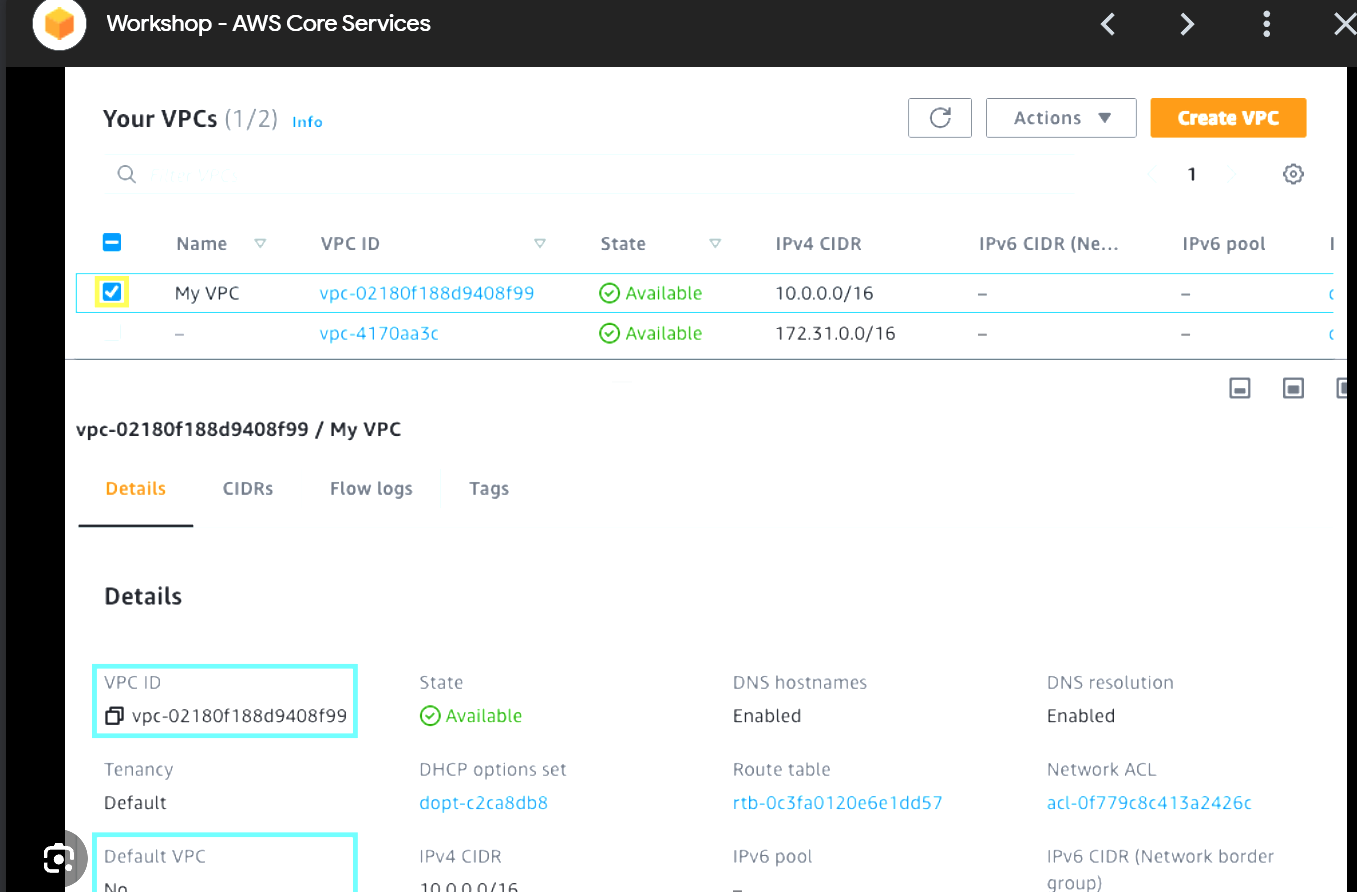 Workshop - AWS Core Services
Your VPCs (1/2) Info
Actions
Create VPC
1
Name VPC ID State IPv4 CIDR IPv6 CIDR (Ne... IPv6 pool
My VPC vpc-02180f188d9408f99 Available 10.0.0.0/16 – –
– vpc-4170aa3c Available 172.31.0.0/16 – –
vpc-02180f188d9408f99 / My VPC
Details CIDRs Flow logs Tags
Details
VPC ID State DNS hostnames DNS resolution
vpc-02180f188d9408f99 Available Enabled Enabled
Tenancy DHCP options set Route table Network ACL
Default dopt-c2ca8db8 rtb-0c3fa0120e6e1dd57 acl-0f779c8c413a2426c
Default VPC IPv4 CIDR IPv6 pool IPv6 CIDR (Network border
group)
No 10.0.0.0/16 –